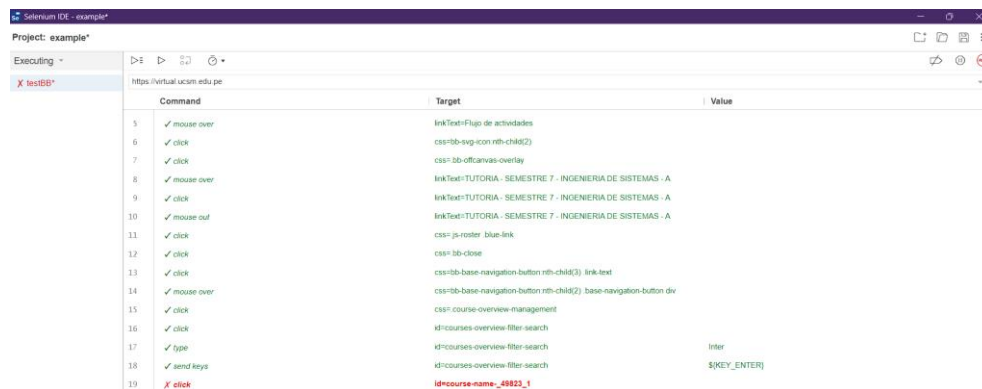 Selenium IDE - example*
Project: example*
Executing
testBB*
https://virtual.ucsm.edu.pe
Command Target Value
5 ✓ mouse over linkText=Flujo de actividades
6 ✓ click css=bb-svg-icon:nth-child(2)
7 ✓ click css=.bb-offcanvas-overlay
8 ✓ mouse over linkText=TUTORIA - SEMESTRE 7 - INGENIERIA DE SISTEMAS - A
9 ✓ click linkText=TUTORIA - SEMESTRE 7 - INGENIERIA DE SISTEMAS - A
10 ✓ mouse out linkText=TUTORIA - SEMESTRE 7 - INGENIERIA DE SISTEMAS - A
11 ✓ click css=.js-roster .blue-link
12 ✓ click css=.bb-close
13 ✓ click css=bb-base-navigation-button:nth-child(3) .link-text
14 ✓ mouse over css=bb-base-navigation-button:nth-child(2) .base-navigation-button div
15 ✓ click css=.course-overview-management
16 ✓ click id=courses-overview-filter-search
17 ✓ type id=courses-overview-filter-search Inter
18 ✓ send keys id=courses-overview-filter-search ${KEY_ENTER}
19 ✗ click id=course-name-_49823_1